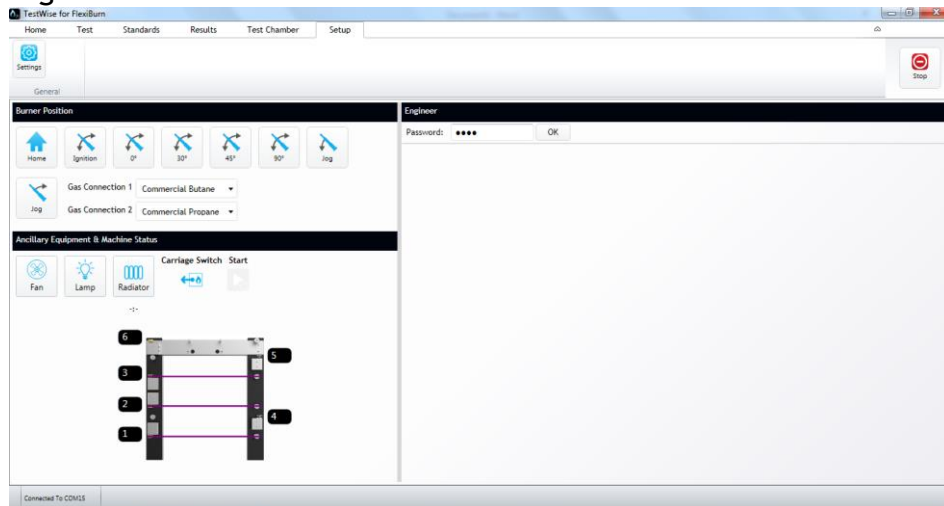 TestWise for FlexiBurn
Home Test Standards Results Test Chamber Setup
Settings
Stop
General
Burner Position
Engineer
Password: ●●●● OK
Home Ignition 0° 30° 45° 90° Jog
Jog
Gas Connection 1 Commercial Butane
Gas Connection 2 Commercial Propane
Ancillary Equipment & Machine Status
Carriage Switch Start
Fan Lamp Radiator
-:-
6
5
3
2
4
1
Connected To COM15